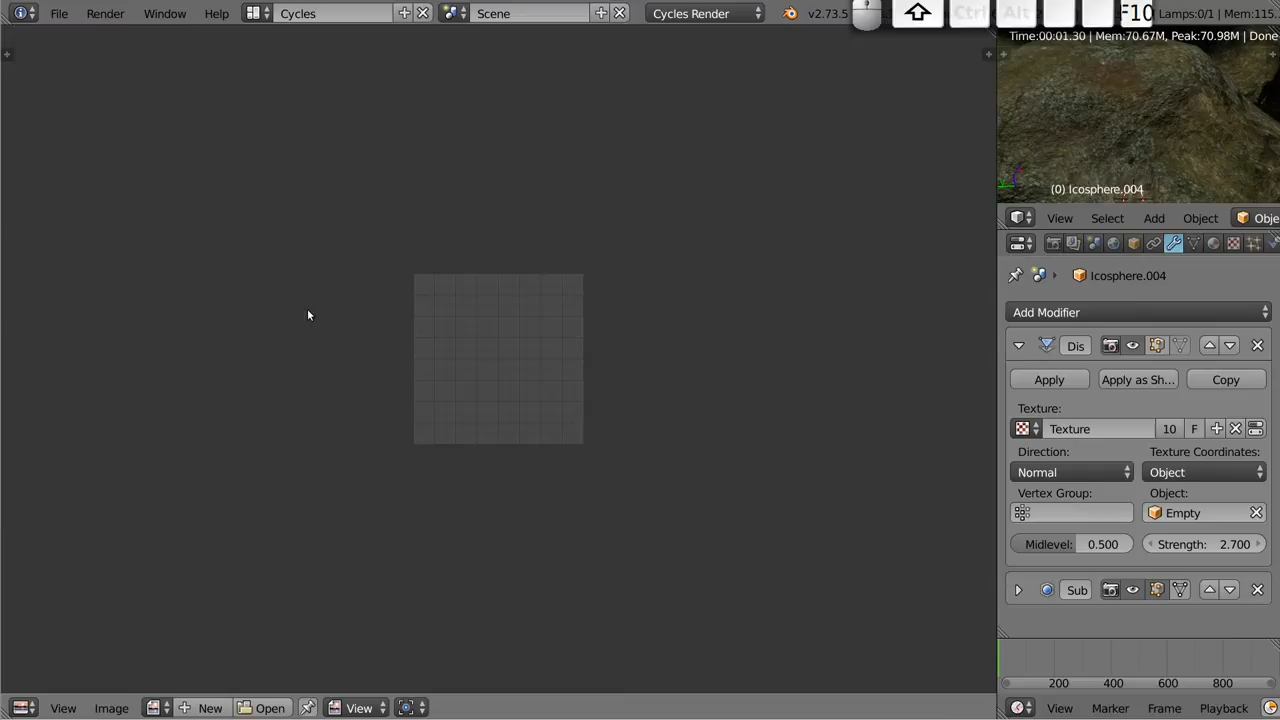 File Render Window Help Cycles Scene Cycles Render v2.73.5 Ctrl Alt F10 Lamps:0/1 | Mem:115.
Time:00:01.30 | Mem:70.67M, Peak:70.98M | Done
(0) Icosphere.004
View Select Add Object Obje
Icosphere.004
Add Modifier
Dis
Apply Apply as Sh... Copy
Texture:
Texture 10 F
Direction: Texture Coordinates:
Normal Object
Vertex Group: Object:
Empty
Midlevel: 0.500 Strength: 2.700
Sub
200 400 600 800
View Image New Open View View Marker Frame Playback